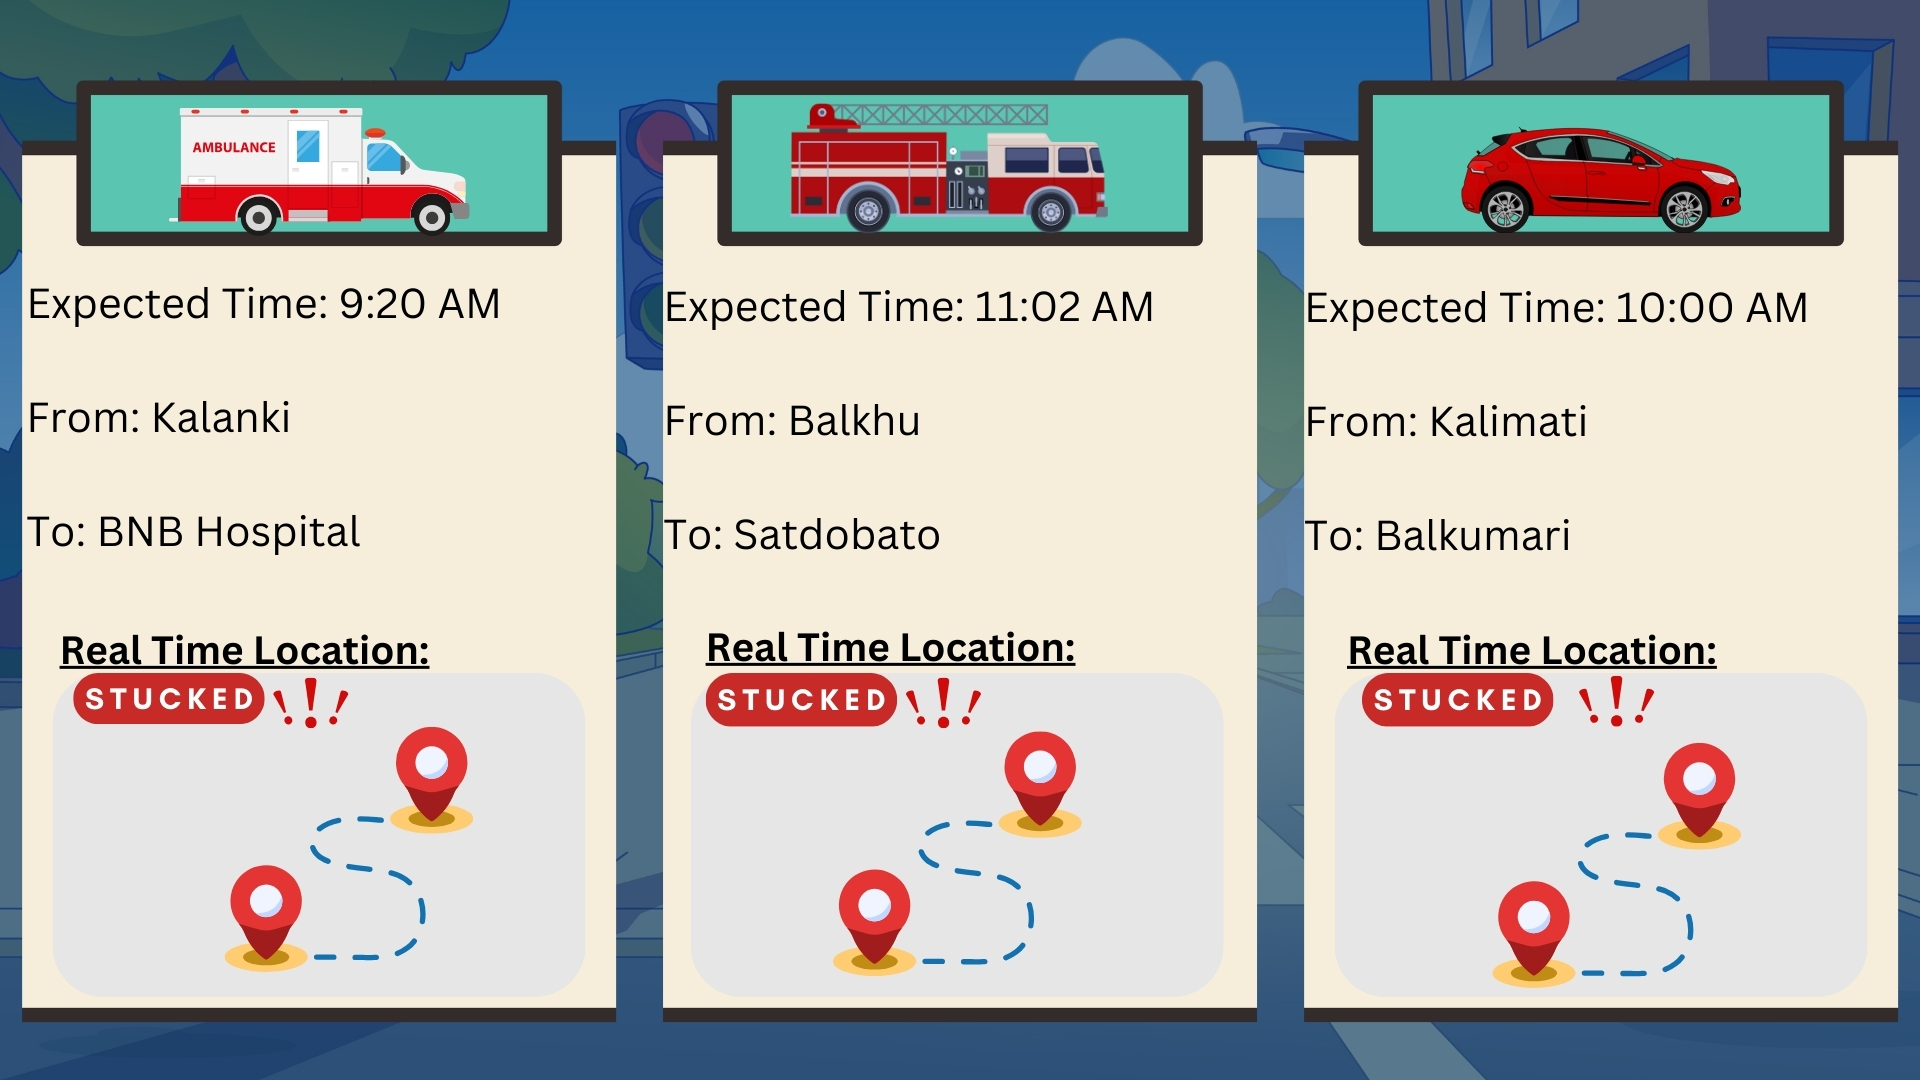 AMBULANCE
Expected Time: 9:20 AM
From: Kalanki
To: BNB Hospital
Real Time Location:
STUCKED
Expected Time: 11:02 AM
From: Balkhu
To: Satdobato
Real Time Location:
STUCKED
Expected Time: 10:00 AM
From: Kalimati
To: Balkumari
Real Time Location:
STUCKED